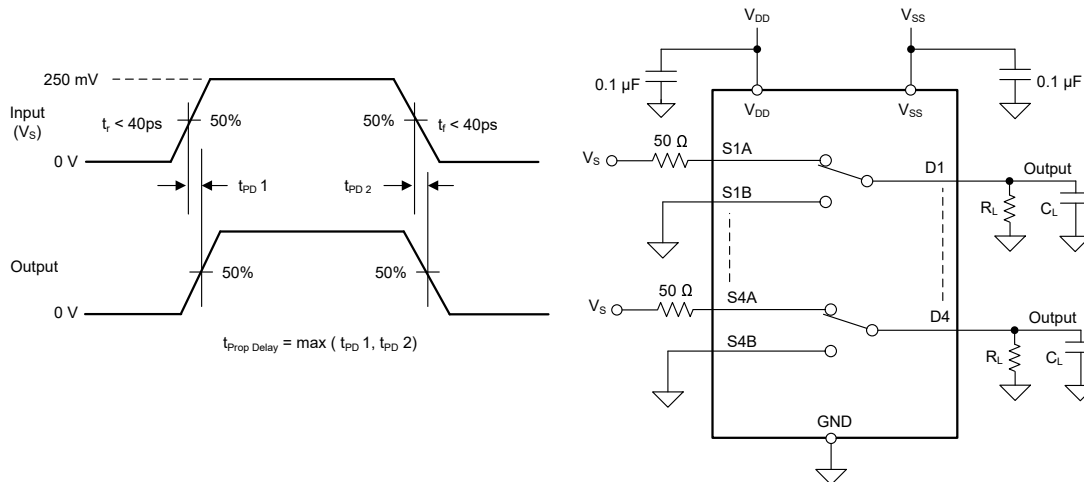 250 mV
Input
(VS)
tr < 40ps
50%
50%
tf < 40ps
0 V
tPD 1
tPD 2
Output
50%
50%
0 V
tProp Delay = max ( tPD 1, tPD 2)
VDD
VSS
0.1 µF
0.1 µF
VDD
VSS
50 Ω
VS
S1A
D1
Output
S1B
RL
CL
50 Ω
VS
S4A
D4
Output
S4B
RL
CL
GND